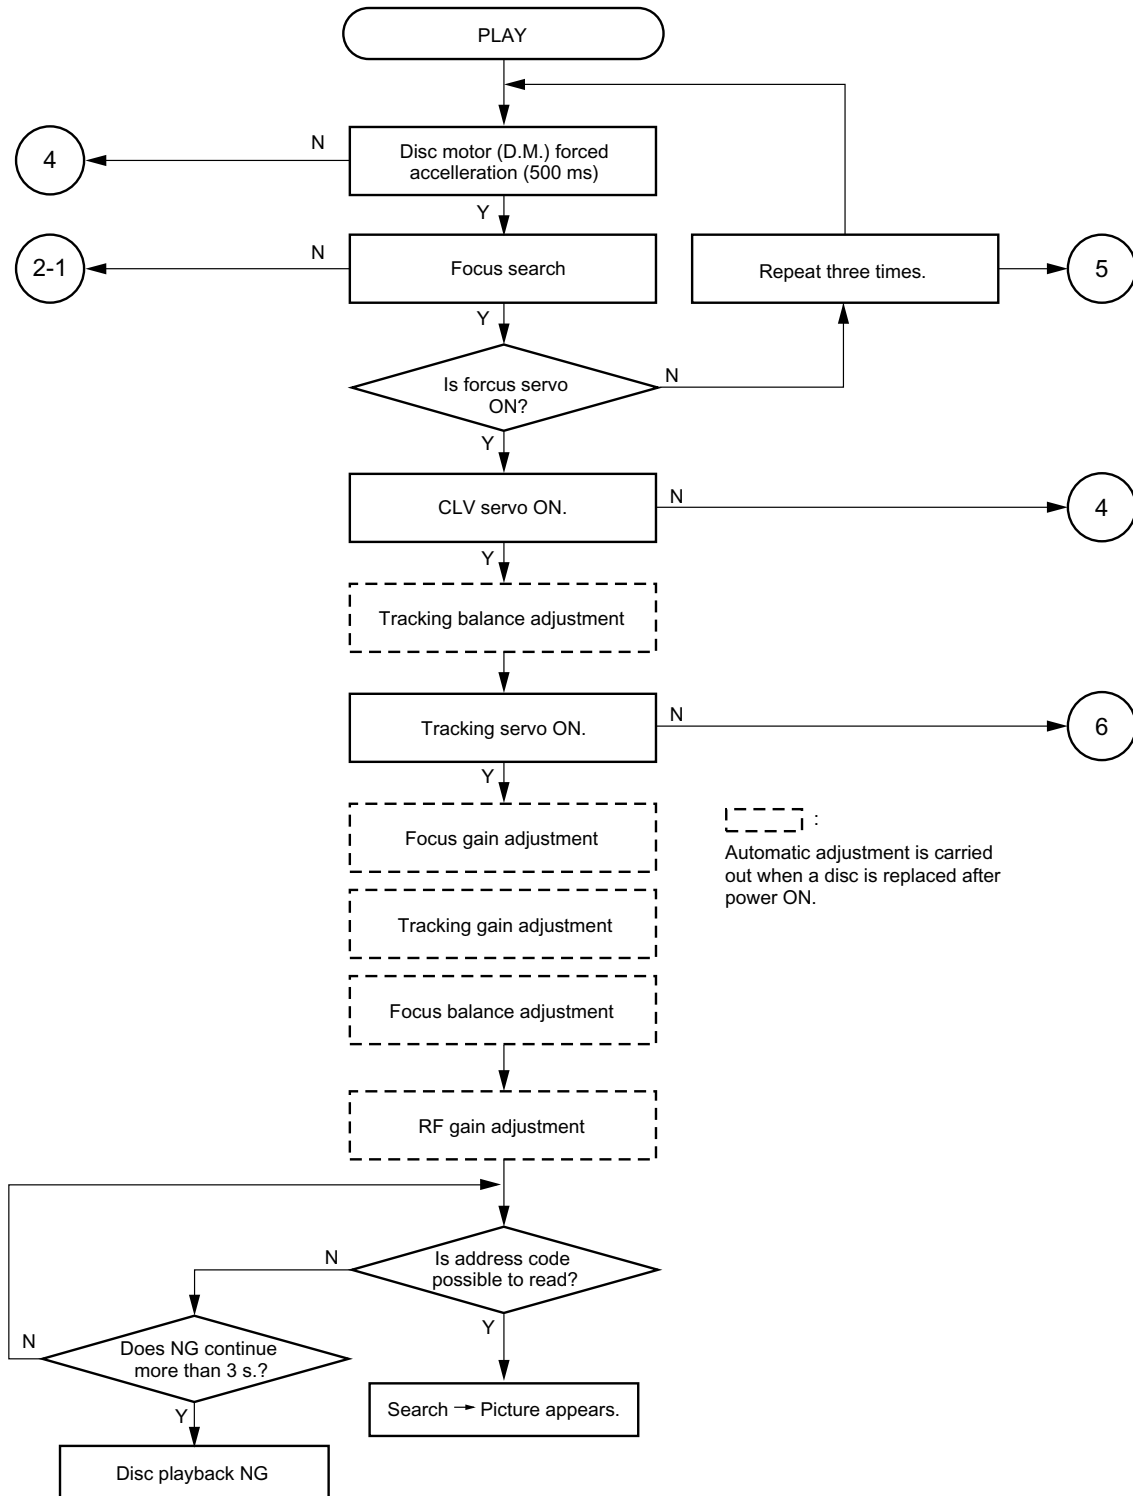 PLAY
N
4
Disc motor (D.M.) forced
accelleration (500 ms)
Y
N
2-1
Focus search
Repeat three times.
5
Y
Is forcus servo
ON?
N
Y
CLV servo ON.
N
4
Y
Tracking balance adjustment
Tracking servo ON.
N
6
Y
Focus gain adjustment
:
Automatic adjustment is carried
out when a disc is replaced after
power ON.
Tracking gain adjustment
Focus balance adjustment
RF gain adjustment
N
Is address code
possible to read?
Y
N
Does NG continue
more than 3 s.?
Y
Search → Picture appears.
Disc playback NG